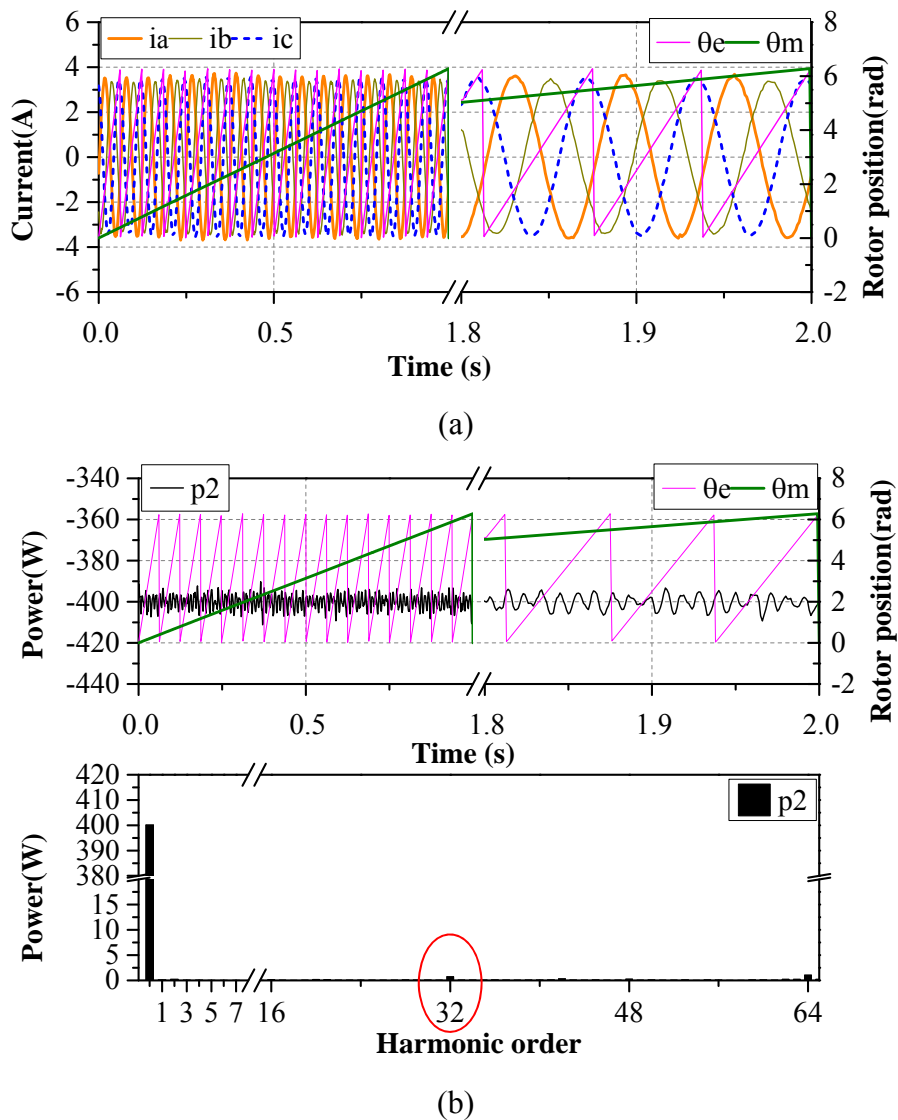 ia ib ic
θe θm
6
4
2
0
-2
-4
-6
Current(A)
8
6
4
2
0
-2
Rotor position(rad)
0.0 0.5 1.8 1.9 2.0
Time (s)
(a)
p2
θe θm
-340
-360
-380
-400
-420
-440
Power(W)
8
6
4
2
0
-2
Rotor position(rad)
0.0 0.5 1.8 1.9 2.0
Time (s)
p2
420
410
400
390
380
380
15
10
5
0
Power(W)
1 3 5 7 16 32 48 64
Harmonic order
(b)